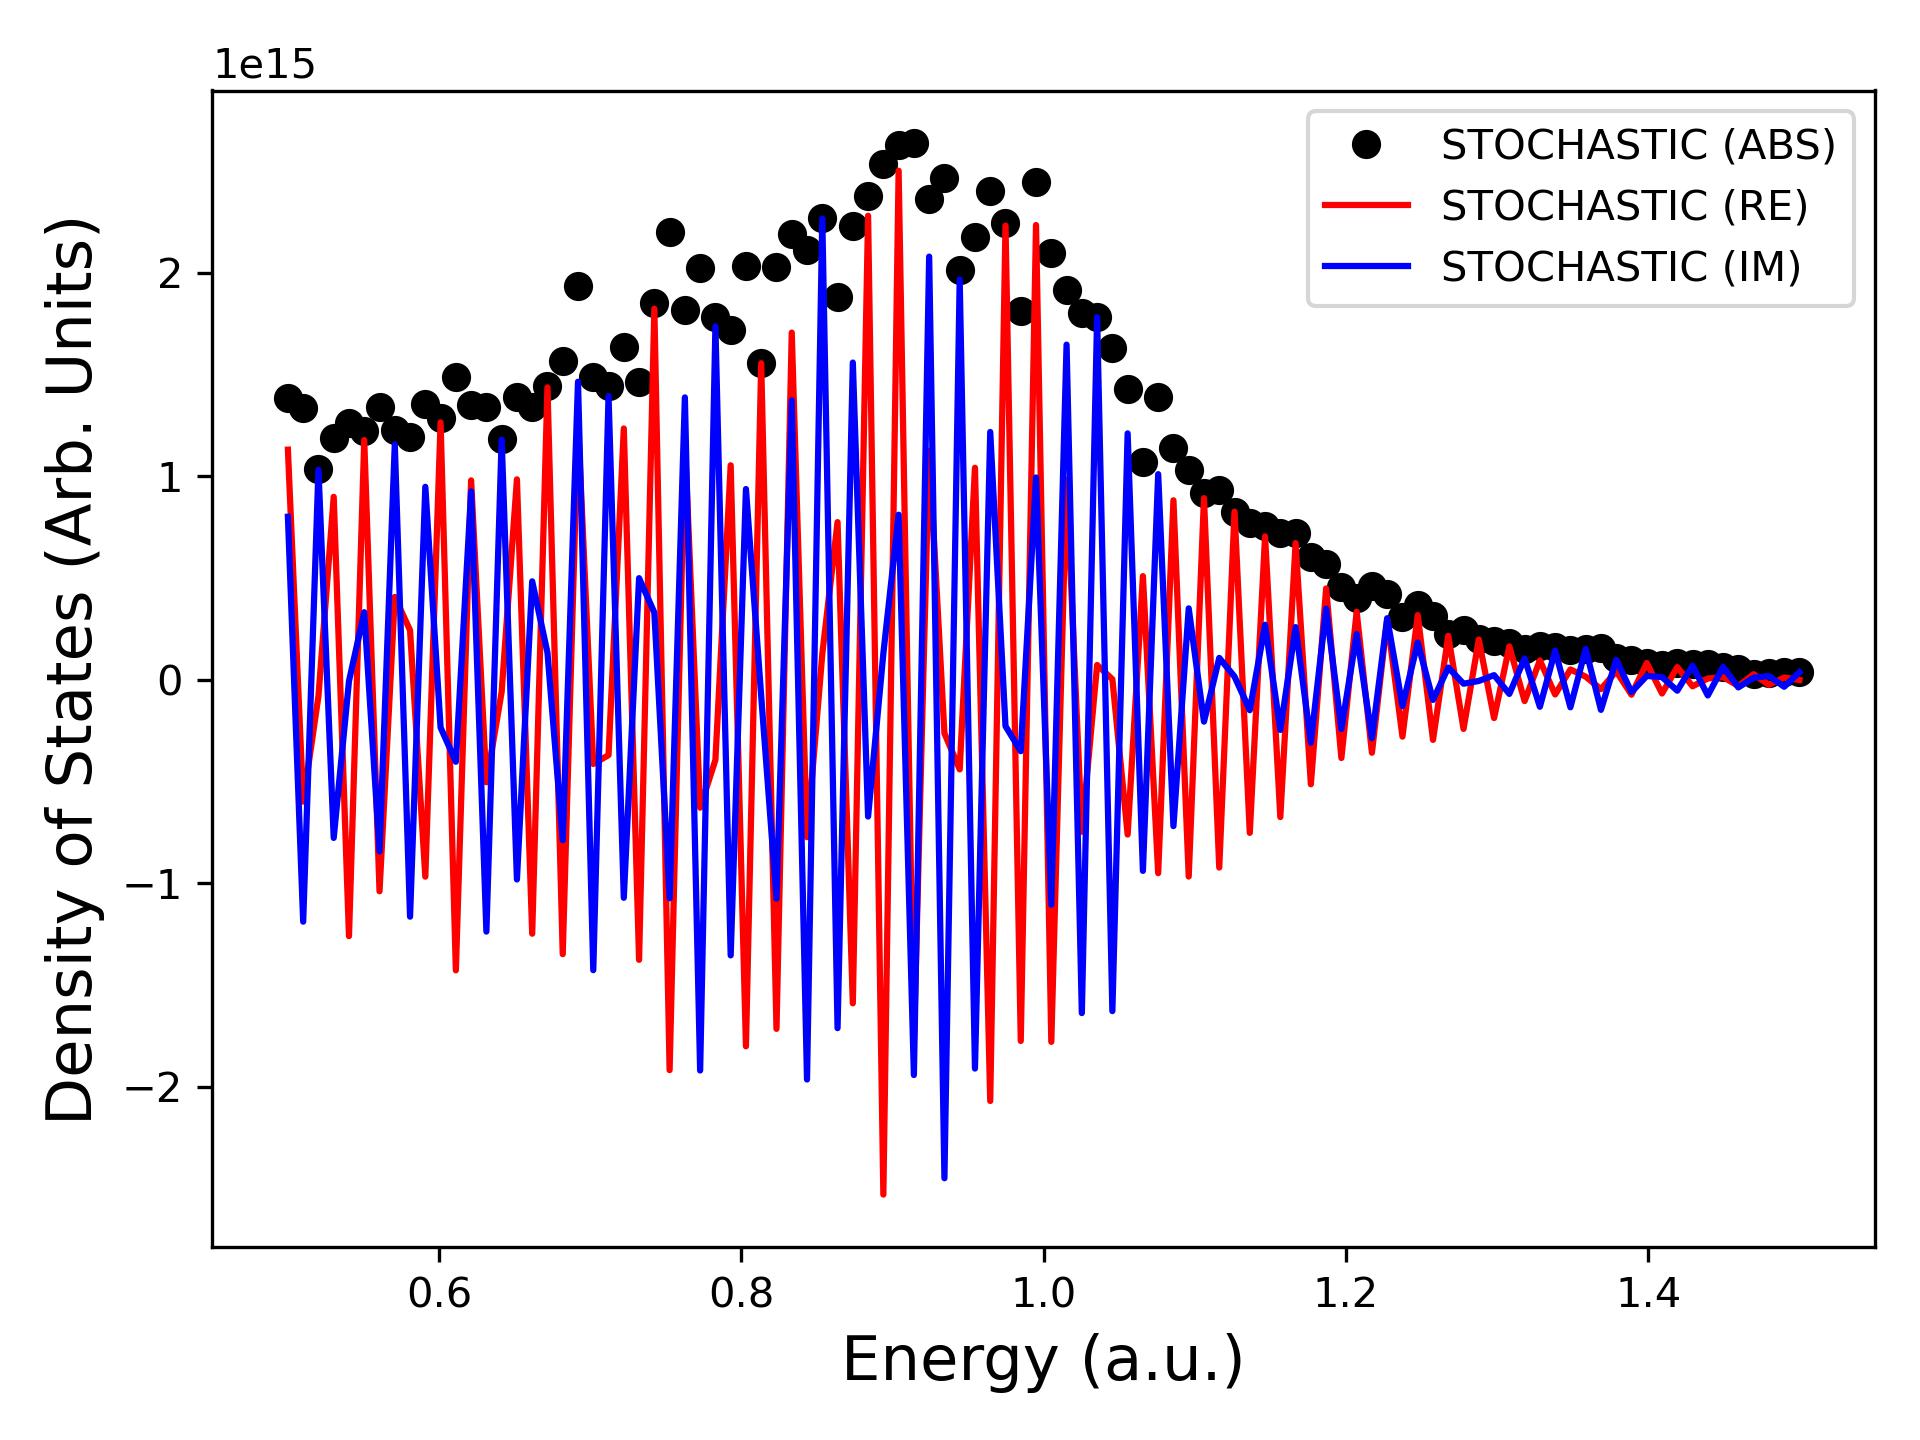 1e15
STOCHASTIC (ABS)
STOCHASTIC (RE)
STOCHASTIC (IM)
Density of States (Arb. Units)
2
1
0
−1
−2
0.6 0.8 1.0 1.2 1.4
Energy (a.u.)